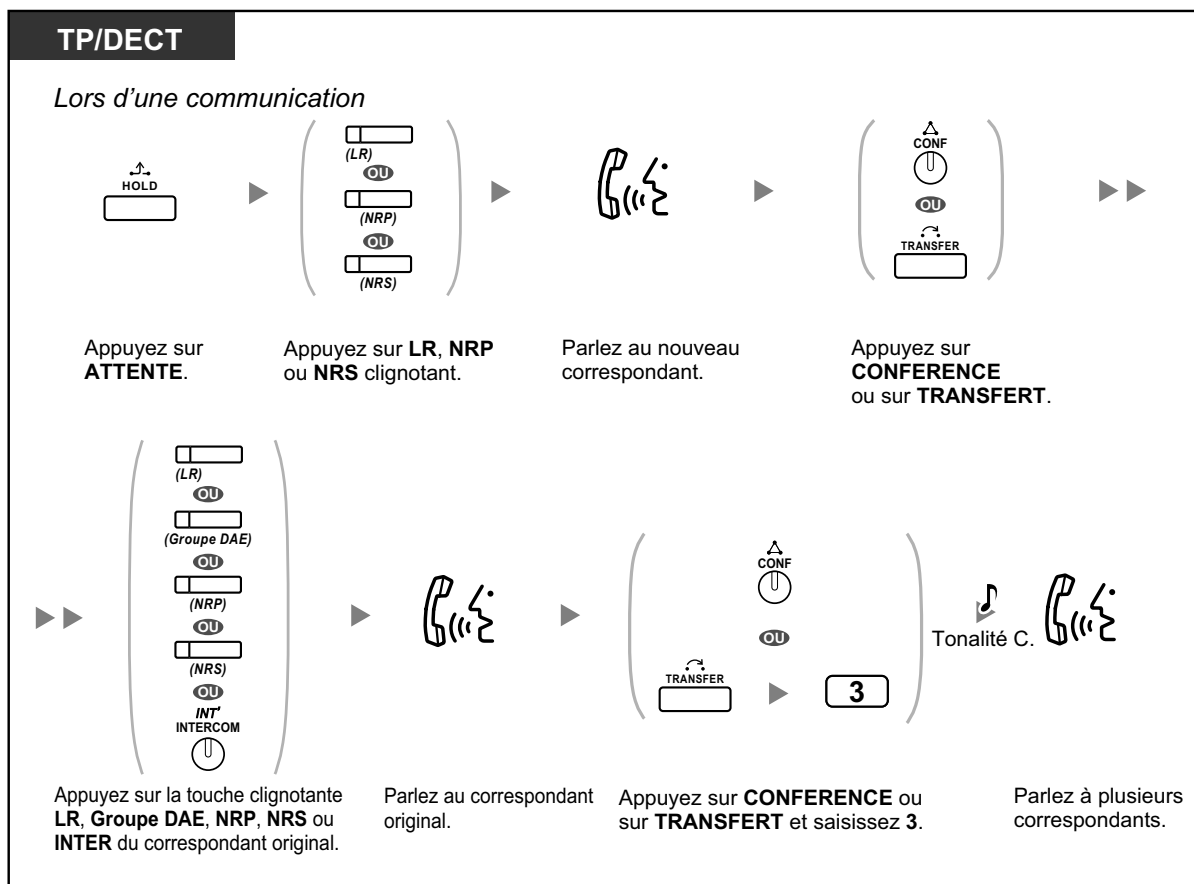 TP/DECT
Lors d’une communication
HOLD
(LR)
OU
(NRP)
OU
(NRS)
CONF
OU
TRANSFER
Appuyez sur
ATTENTE.
Appuyez sur LR, NRP
ou NRS clignotant.
Parlez au nouveau
correspondant.
Appuyez sur
CONFERENCE
ou sur TRANSFERT.
(LR)
OU
(Groupe DAE)
OU
(NRP)
OU
(NRS)
OU
INT'
INTERCOM
CONF
OU
TRANSFER
3
Tonalité C.
Appuyez sur la touche clignotante
LR, Groupe DAE, NRP, NRS ou
INTER du correspondant original.
Parlez au correspondant
original.
Appuyez sur CONFERENCE ou
sur TRANSFERT et saisissez 3.
Parlez à plusieurs
correspondants.